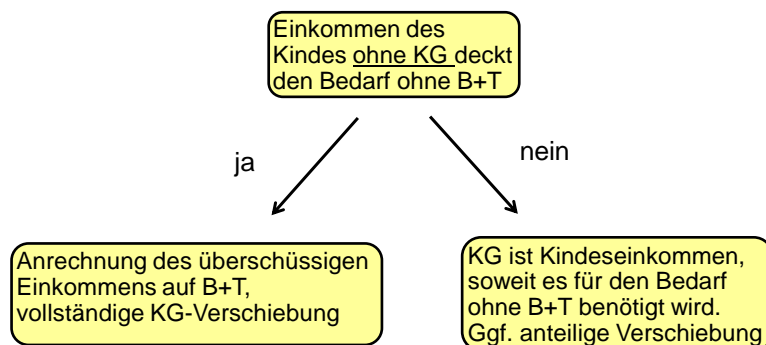 Einkommen des
Kindes ohne KG deckt
den Bedarf ohne B+T
ja
nein
Anrechnung des überschüssigen
Einkommens auf B+T,
vollständige KG-Verschiebung
KG ist Kindeseinkommen,
soweit es für den Bedarf
ohne B+T benötigt wird.
Ggf. anteilige Verschiebung